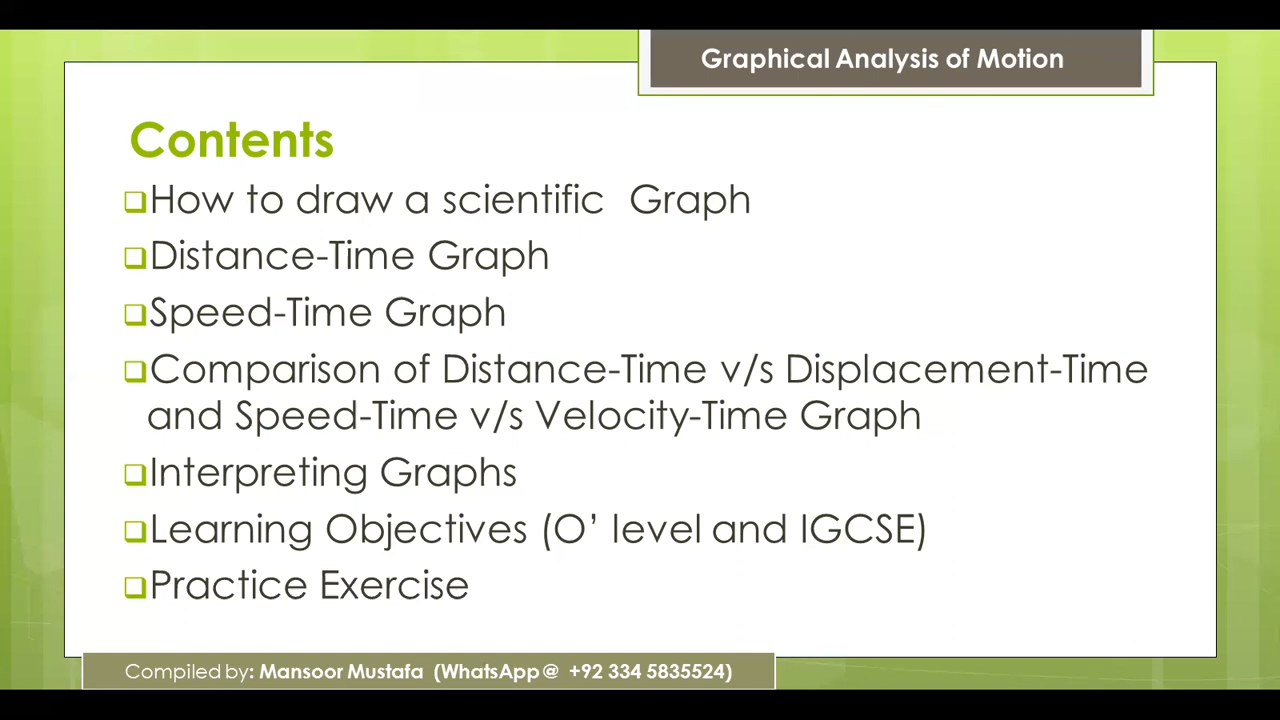 Graphical Analysis of Motion
Contents
How to draw a scientific Graph
Distance-Time Graph
Speed-Time Graph
Comparison of Distance-Time v/s Displacement-Time
and Speed-Time v/s Velocity-Time Graph
Interpreting Graphs
Learning Objectives (O’ level and IGCSE)
Practice Exercise
Compiled by: Mansoor Mustafa (WhatsApp@ +92 334 5835524)